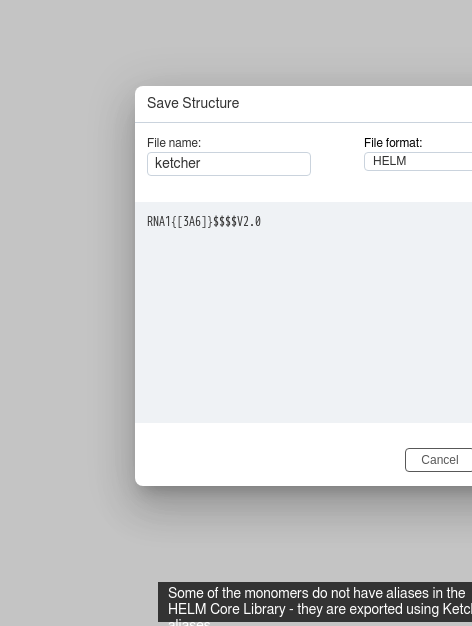 Save Structure
File name:
File format:
ketcher
HELM
RNA1{[3A6]}$$$$V2.0
Cancel
Some of the monomers do not have aliases in the
HELM Core Library - they are exported using Ketch
aliases